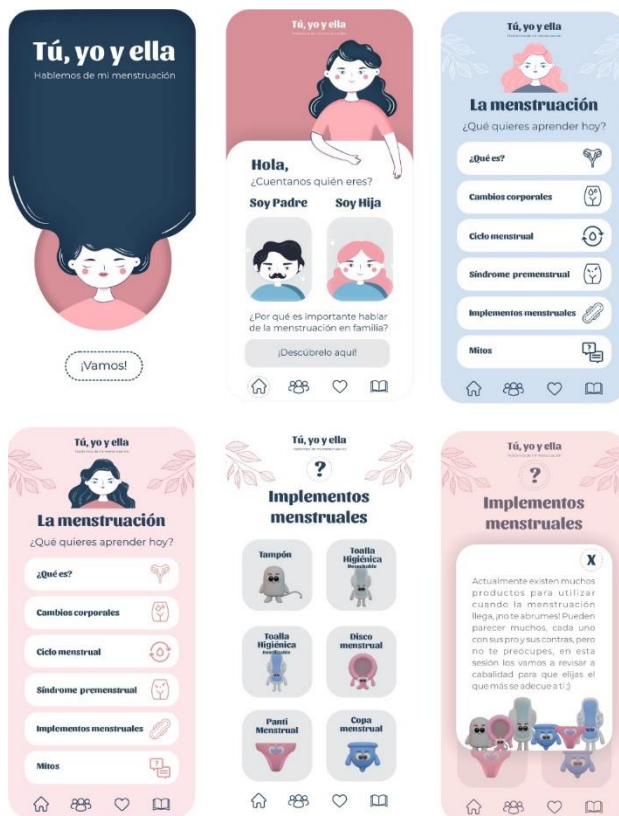 Tú, yo y ella
Hablemos de mi menstruación
¡Vamos!
Tú, yo y ella
Hola,
¿Cuentanos quién eres?
Soy Padre
Soy Hija
¿Por qué es importante hablar
de la menstruación en familia?
¡Descúbrelo aquí!
Tú, yo y ella
La menstruación
¿Qué quieres aprender hoy?
¿Qué es?
Cambios corporales
Ciclo menstrual
Síndrome premenstrual
Implementos menstruales
Mitos
Tú, yo y ella
La menstruación
¿Qué quieres aprender hoy?
¿Qué es?
Cambios corporales
Ciclo menstrual
Síndrome premenstrual
Implementos menstruales
Mitos
Tú, yo y ella
?
Implementos
menstruales
Tampón
Toalla
Higiénica
Desechable
Toalla
Higiénica
Disco
menstrual
Panti
Menstrual
Copa
menstrual
Tú, yo y ella
?
Implementos
menstruales
X
Actualmente existen muchos
productos para utilizar
cuando la menstruación
llega, ¡no te abrumes! Pueden
parecer muchos, cada uno
con sus pro y sus contras, pero
no te preocupes, en esta
sesión los vamos a revisar a
cabalidad para que elijas el
que más se adecue a ti ;)